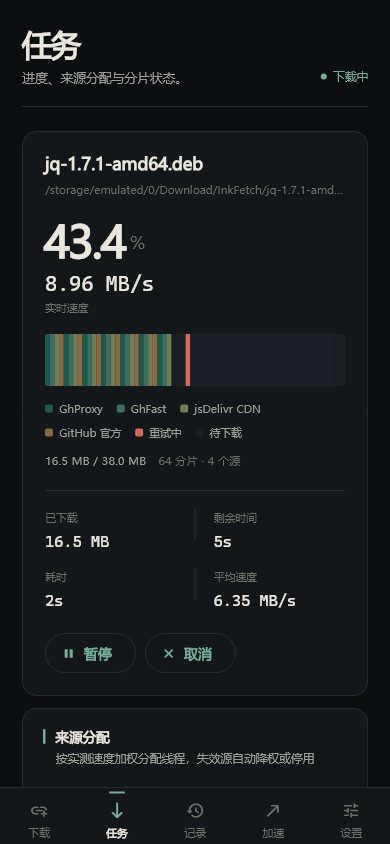 任务
进度、来源分配与分片状态。
下载中
jq-1.7.1-amd64.deb
/storage/emulated/0/Download/InkFetch/jq-1.7.1-amd...
43.4%
8.96 MB/s
实时速度
GhProxy GhFast jsDelivr CDN
GitHub 官方 重试中 待下载
16.5 MB / 38.0 MB 64 分片 · 4 个源
已下载 剩余时间
16.5 MB 5s
耗时 平均速度
2s 6.35 MB/s
暂停 取消
来源分配
按实测速度加权分配线程，失效源自动降权或停用
下载 任务 记录 加速 设置